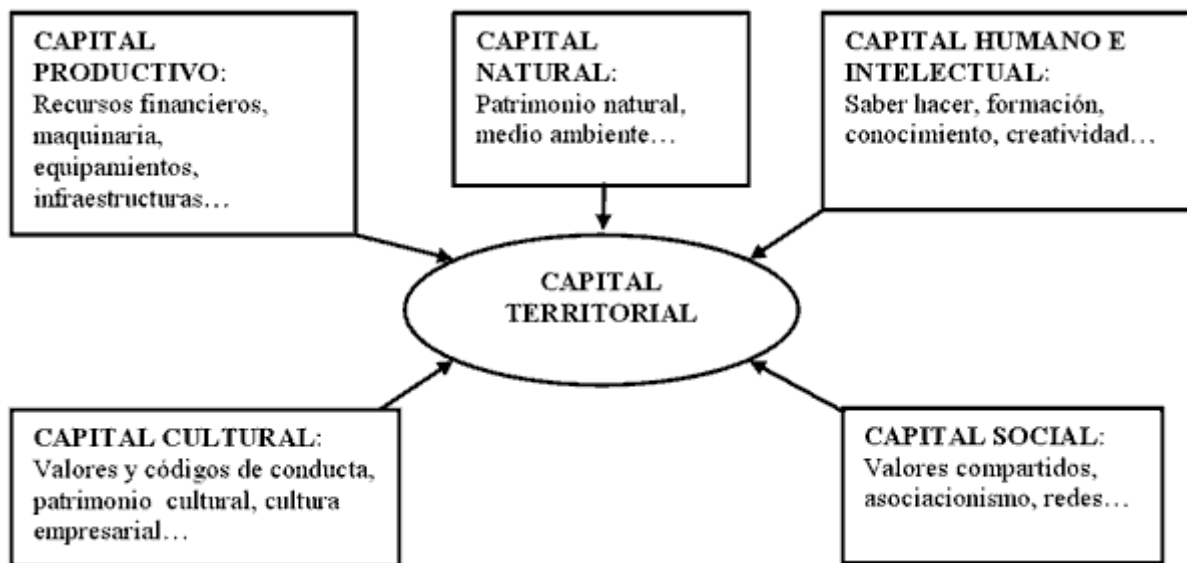 CAPITAL
PRODUCTIVO:
Recursos financieros,
maquinaria,
equipamientos,
infraestructuras…
CAPITAL
NATURAL:
Patrimonio natural,
medio ambiente…
CAPITAL HUMANO E
INTELECTUAL:
Saber hacer, formación,
conocimiento, creatividad…
CAPITAL
TERRITORIAL
CAPITAL CULTURAL:
Valores y códigos de conducta,
patrimonio cultural, cultura
empresarial…
CAPITAL SOCIAL:
Valores compartidos,
asociacionismo, redes…